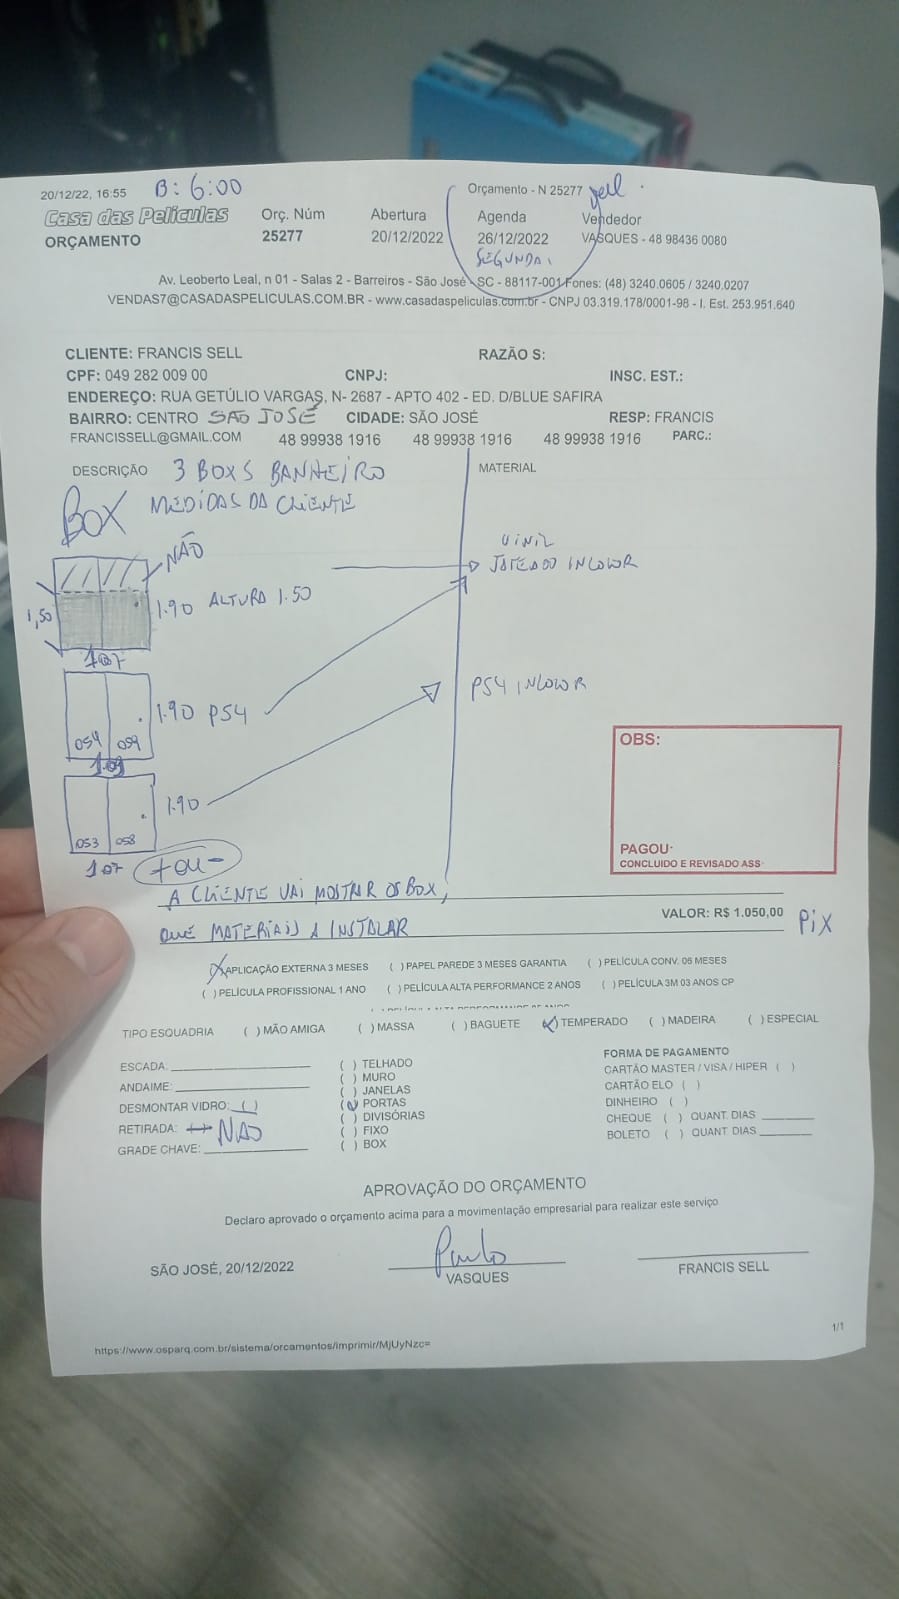 20/12/22, 16:55 B: 6:00 Orçamento - N 25277
Casa das Películas Orç. Núm Abertura Agenda Vendedor
ORÇAMENTO 25277 20/12/2022 26/12/2022 VASQUES - 48 98436 0080
SEGUNDA
Av. Leoberto Leal, n 01 - Salas 2 - Barreiros - São José - SC - 88117-001 Fones: (48) 3240.0605 / 3240.0207
VENDAS7@CASADASPELICULAS.COM.BR - www.casadaspeliculas.com.br - CNPJ 03.319.178/0001-98 - I. Est. 253.951.640
CLIENTE: FRANCIS SELL RAZÃO S:
CPF: 049 282 009 00 CNPJ: INSC. EST.:
ENDEREÇO: RUA GETÚLIO VARGAS, N- 2687 - APTO 402 - ED. D/BLUE SAFIRA
BAIRRO: CENTRO SÃO JOSÉ CIDADE: SÃO JOSÉ RESP: FRANCIS
FRANCISSELL@GMAIL.COM 48 99938 1916 48 99938 1916 48 99938 1916 PARC.:
DESCRIÇÃO 3 BOXS BANHEIRO MATERIAL
BOX MEDIDAS DA CLIENTE
NÃO VINIL
JATEADO INCOLOR
1,50 1.90 ALTURA 1.50
107
1.90 PS4 PS4 INCOLOR
054 059
OBS:
1.90
053 058
PAGOU:
CONCLUIDO E REVISADO ASS:
107 + OU -
A CLIENTE VAI MOSTRAR OS BOX,
VALOR: R$ 1.050,00 PiX
QUE MATERIAIS A INSTALAR
(X) APLICAÇÃO EXTERNA 3 MESES ( ) PAPEL PAREDE 3 MESES GARANTIA ( ) PELÍCULA CONV. 06 MESES
( ) PELÍCULA PROFISSIONAL 1 ANO ( ) PELÍCULA ALTA PERFORMANCE 2 ANOS ( ) PELÍCULA 3M 03 ANOS CP
TIPO ESQUADRIA ( ) MÃO AMIGA ( ) MASSA ( ) BAGUETE (X) TEMPERADO ( ) MADEIRA ( ) ESPECIAL
ESCADA: ( ) TELHADO FORMA DE PAGAMENTO
( ) MURO CARTÃO MASTER / VISA / HIPER ( )
ANDAIME: ( ) JANELAS CARTÃO ELO ( )
DESMONTAR VIDRO: ( ) (X) PORTAS DINHEIRO ( )
RETIRADA: NÃO ( ) DIVISÓRIAS CHEQUE ( ) QUANT. DIAS
( ) FIXO BOLETO ( ) QUANT. DIAS
GRADE CHAVE: ( ) BOX
APROVAÇÃO DO ORÇAMENTO
Declaro aprovado o orçamento acima para a movimentação empresarial para realizar este serviço
Paulo
SÃO JOSÉ, 20/12/2022 VASQUES FRANCIS SELL
1/1
https://www.osparq.com.br/sistema/orcamentos/imprimir/MjUyNzc=